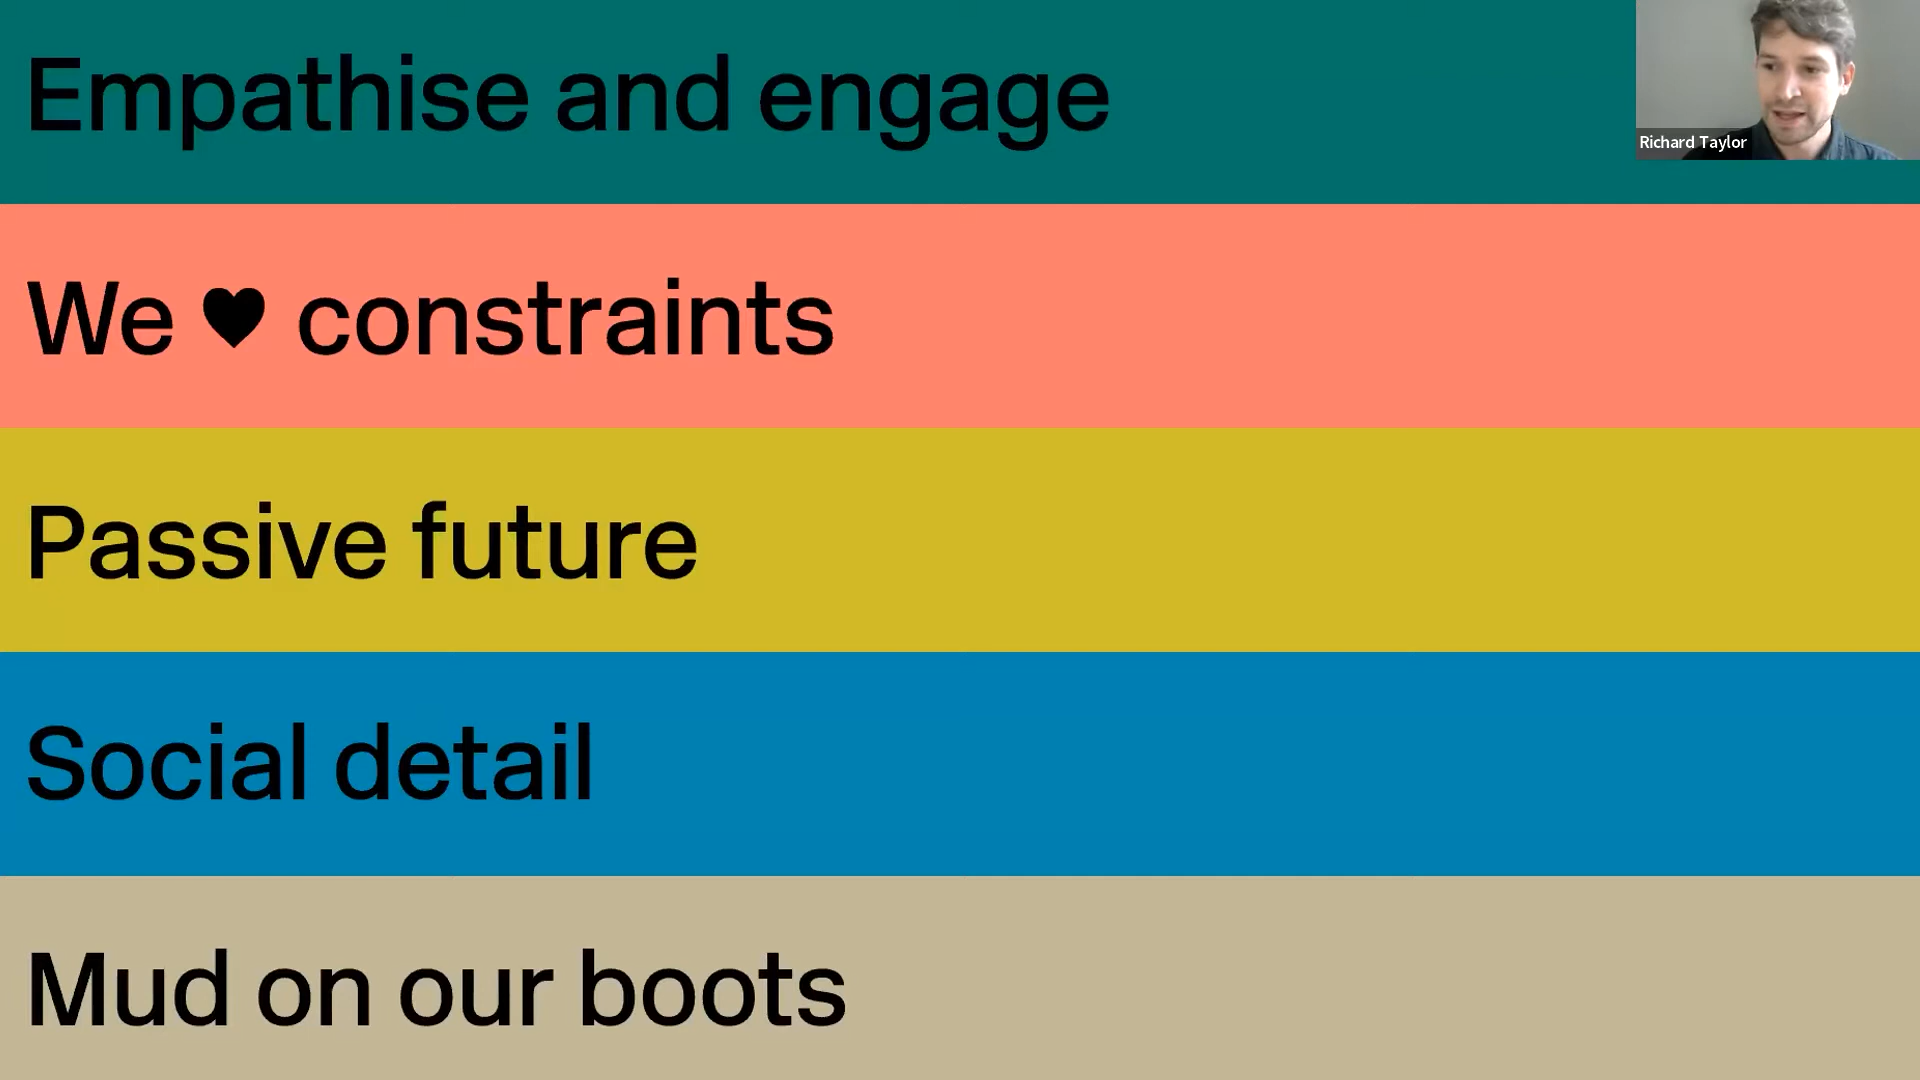 Empathise and engage
Richard Taylor
We ♥ constraints
Passive future
Social detail
Mud on our boots